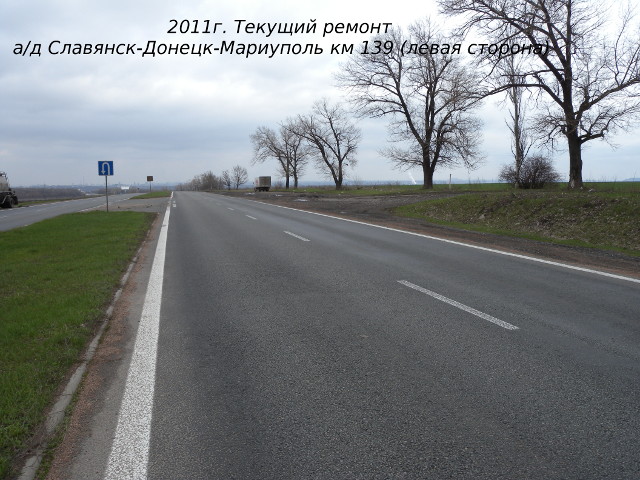 2011г. Текущий ремонт
а/д Славянск-Донецк-Мариуполь км 139 (левая сторона)